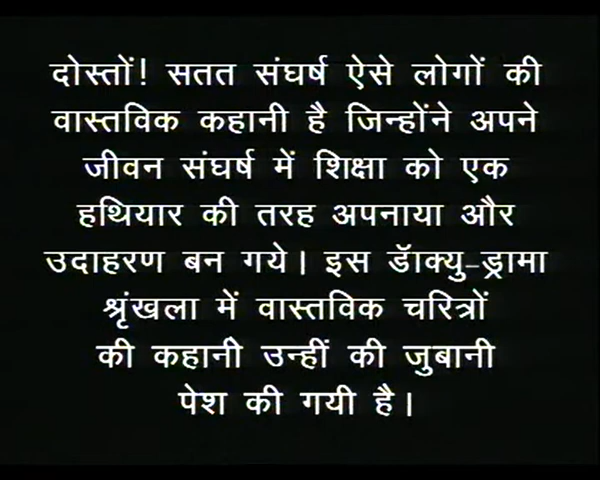 दोस्तों! सतत संघर्ष ऐसे लोगों की
वास्तविक कहानी है जिन्होंने अपने
जीवन संघर्ष में शिक्षा को एक
हथियार की तरह अपनाया और
उदाहरण बन गये। इस डॅाक्यु-ड्रामा
श्रृंखला में वास्तविक चरित्रों
की कहानी उन्हीं की जुबानी
पेश की गयी है।